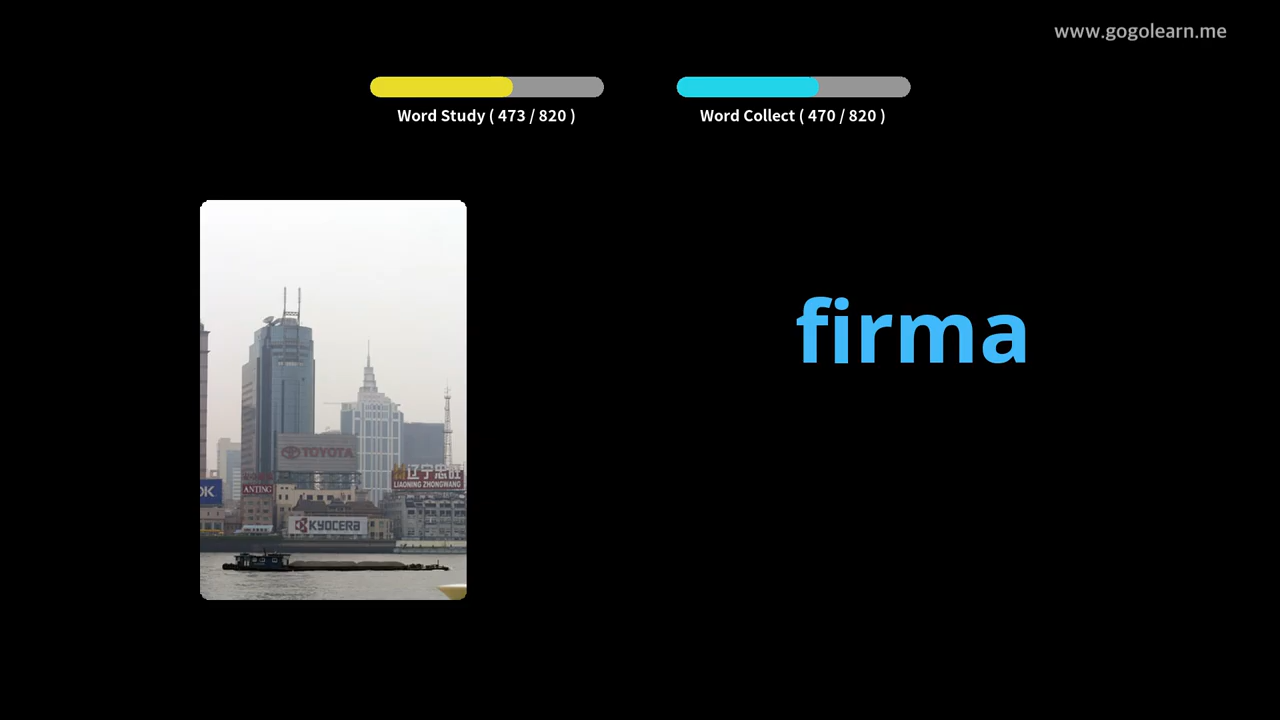 www.gogolearn.me
Word Study ( 473 / 820 )
Word Collect ( 470 / 820 )
firma
TOYOTA
辽宁忠旺
LIAONING ZHONGWANG
OK
ANTING
KYOCERA